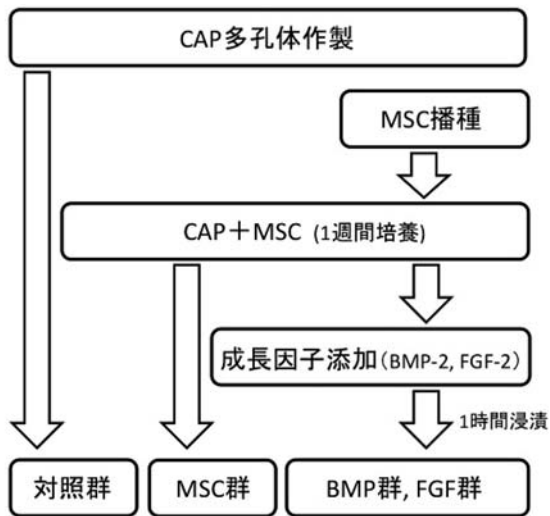 CAP多孔体作製
MSC播種
CAP＋MSC (1週間培養)
成長因子添加(BMP-2, FGF-2)
1時間浸漬
対照群
MSC群
BMP群, FGF群